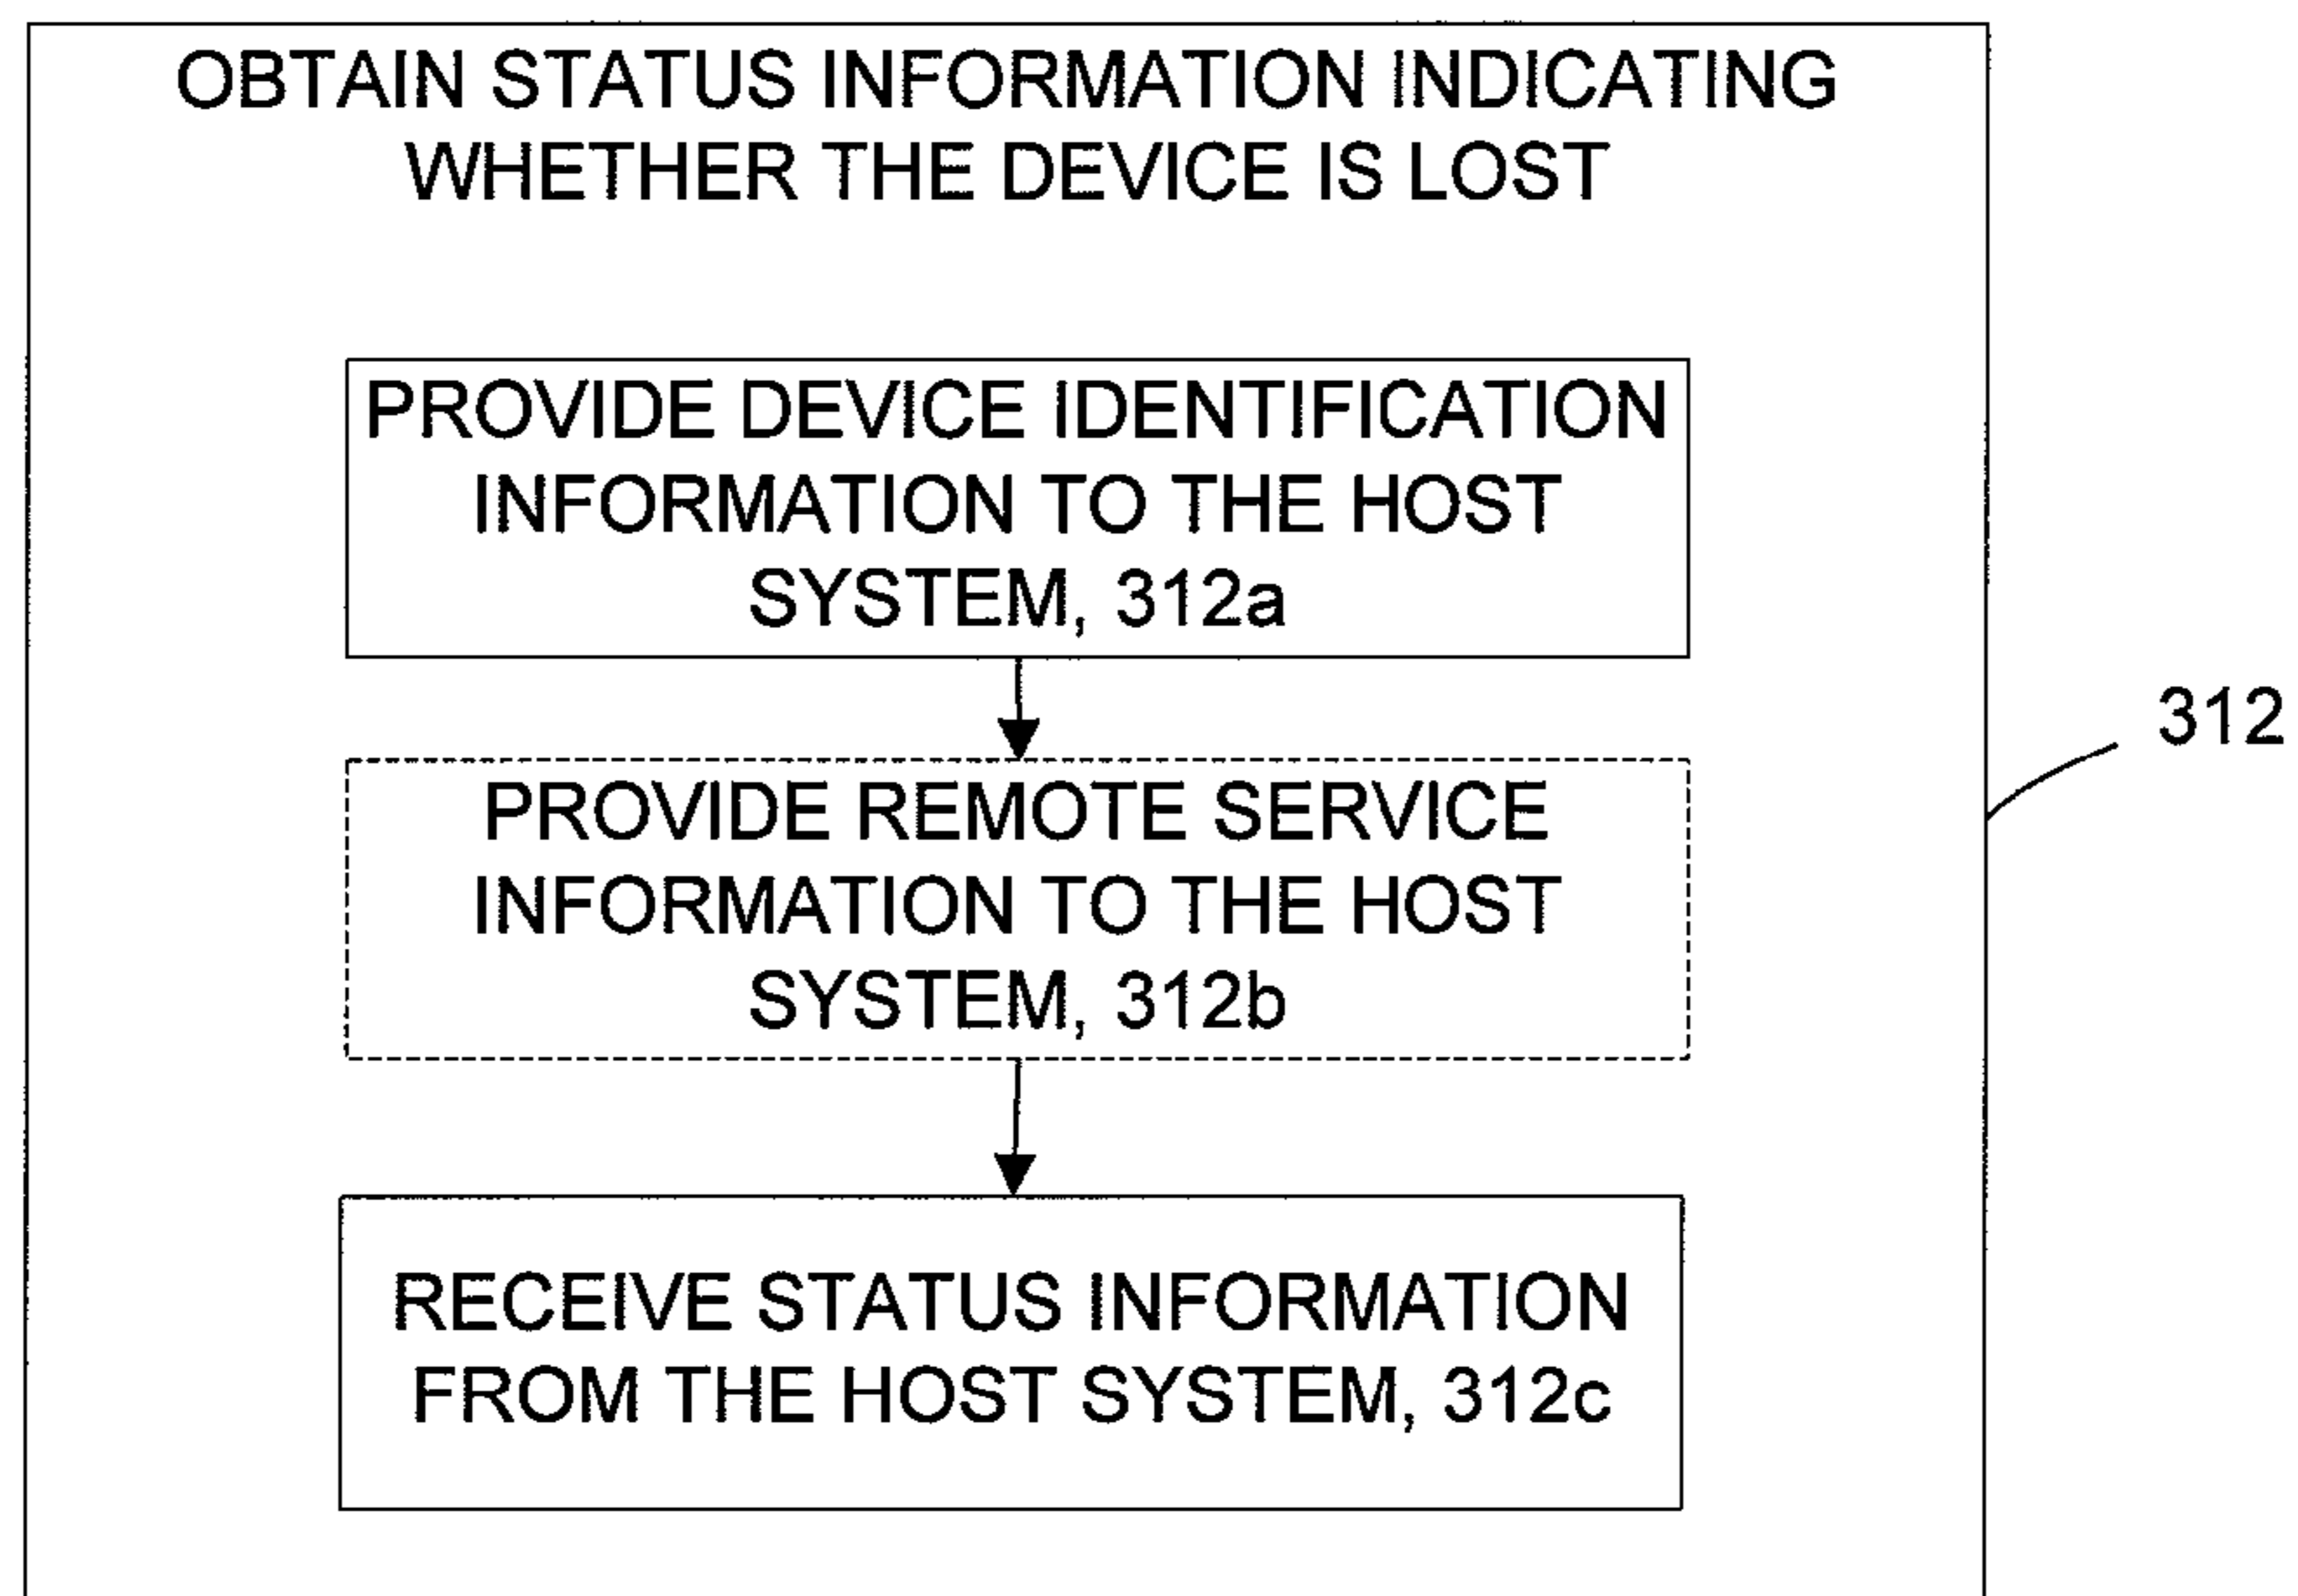 OBTAIN STATUS INFORMATION INDICATING
WHETHER THE DEVICE IS LOST
PROVIDE DEVICE IDENTIFICATION
INFORMATION TO THE HOST
SYSTEM, 312a
312
PROVIDE REMOTE SERVICE
INFORMATION TO THE HOST
SYSTEM, 312b
RECEIVE STATUS INFORMATION
FROM THE HOST SYSTEM, 312c